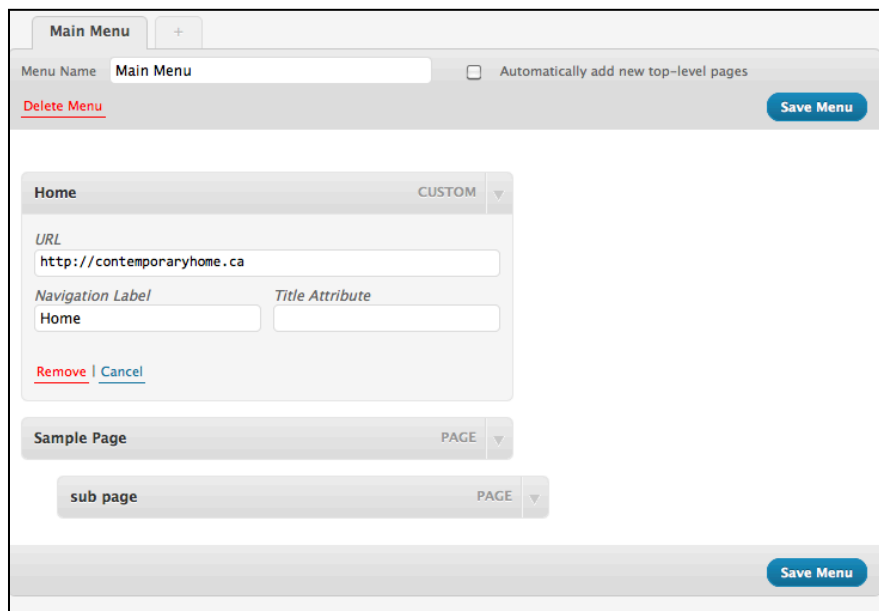 Main Menu +
Menu Name Main Menu Automatically add new top-level pages
Delete Menu Save Menu
Home CUSTOM
URL
http://contemporaryhome.ca
Navigation Label Title Attribute
Home
Remove | Cancel
Sample Page PAGE
sub page PAGE
Save Menu